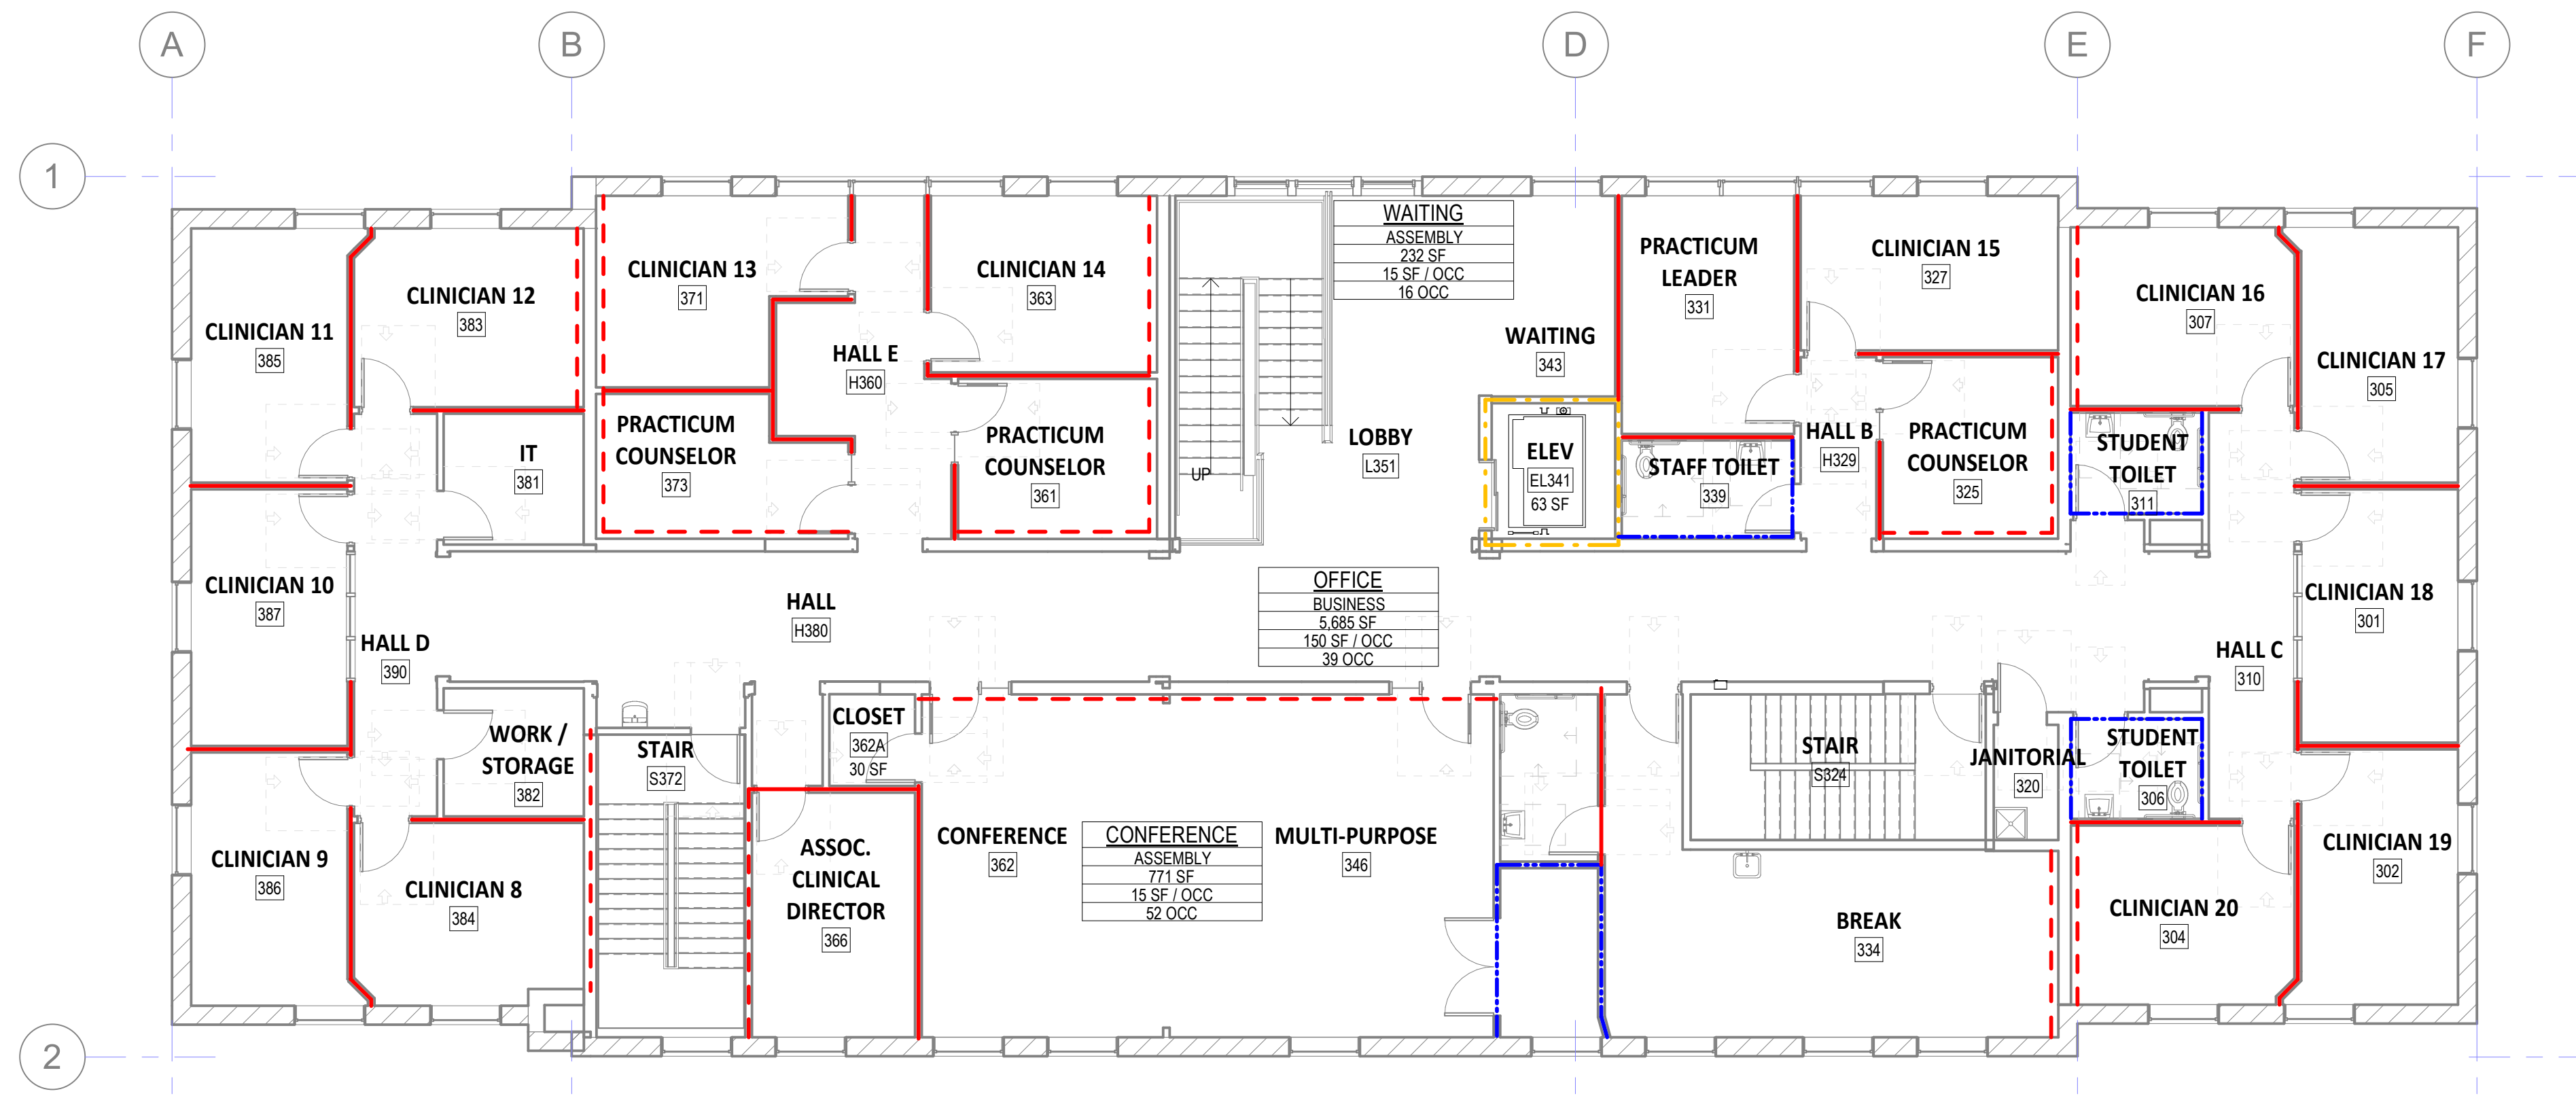 A
B
D
E
F
1
2
WAITING
ASSEMBLY
232 SF
15 SF / OCC
16 OCC
CLINICIAN 11
385
CLINICIAN 12
383
CLINICIAN 13
371
CLINICIAN 14
363
HALL E
H360
IT
381
PRACTICUM
COUNSELOR
373
PRACTICUM
COUNSELOR
361
UP
LOBBY
L351
WAITING
343
ELEV
EL341
63 SF
PRACTICUM
LEADER
331
CLINICIAN 15
327
STAFF TOILET
339
HALL B
H329
PRACTICUM
COUNSELOR
325
CLINICIAN 16
307
CLINICIAN 17
305
STUDENT
TOILET
311
CLINICIAN 10
387
HALL D
390
HALL
H380
OFFICE
BUSINESS
5,685 SF
150 SF / OCC
39 OCC
HALL C
310
CLINICIAN 18
301
WORK /
STORAGE
382
STAIR
S372
CLOSET
362A
30 SF
STAIR
S324
JANITORIAL
320
STUDENT
TOILET
306
CLINICIAN 9
386
CLINICIAN 8
384
ASSOC.
CLINICAL
DIRECTOR
366
CONFERENCE
362
CONFERENCE
ASSEMBLY
771 SF
15 SF / OCC
52 OCC
MULTI-PURPOSE
346
BREAK
334
CLINICIAN 20
304
CLINICIAN 19
302